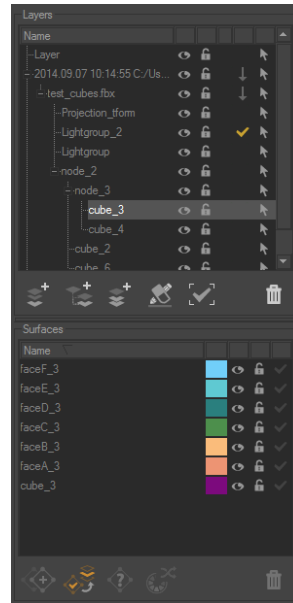 Layers
Name
Layer
2014.09.07 10:14:55 C:/Us...
test_cubes.fbx
Projection_tform
Lightgroup_2
Lightgroup
node_2
node_3
cube_3
cube_4
cube_2
cube_6
Surfaces
Name
faceF_3
faceE_3
faceD_3
faceC_3
faceB_3
faceA_3
cube_3